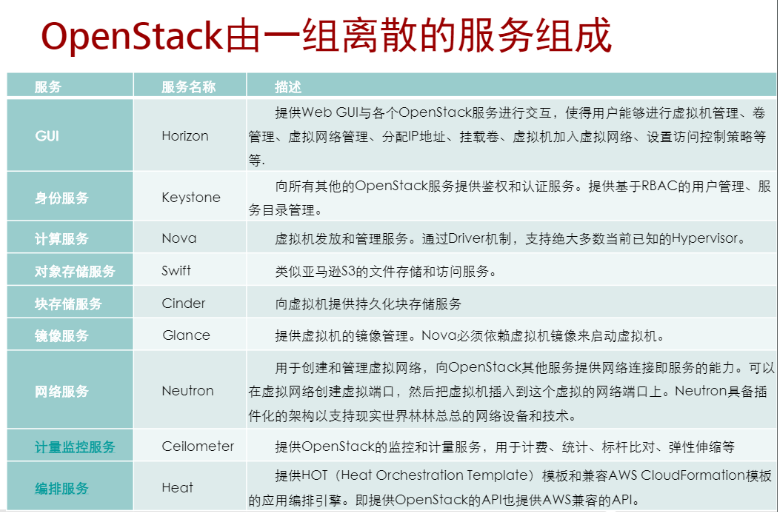 OpenStack由一组离散的服务组成
服务 服务名称 描述
GUI Horizon 提供Web GUI与各个OpenStack服务进行交互，使得用户能够进行虚拟机管理、卷
管理、虚拟网络管理、分配IP地址、挂载卷、虚拟机加入虚拟网络、设置访问控制策略等
等.
身份服务 Keystone 向所有其他的OpenStack服务提供鉴权和认证服务。提供基于RBAC的用户管理、服
务目录管理。
计算服务 Nova 虚拟机发放和管理服务。通过Driver机制，支持绝大多数当前已知的Hypervisor。
对象存储服务 Swift 类似亚马逊S3的文件存储和访问服务。
块存储服务 Cinder 向虚拟机提供持久化块存储服务
镜像服务 Glance 提供虚拟机的镜像管理。Nova必须依赖虚拟机镜像来启动虚拟机。
网络服务 Neutron 用于创建和管理虚拟网络，向OpenStack其他服务提供网络连接即服务的能力。可以
在虚拟网络创建虚拟端口，然后把虚拟机插入到这个虚拟的网络端口上。Neutron具备插
件化的架构以支持现实世界林林总总的网络设备和技术。
计量监控服务 Ceilometer 提供OpenStack的监控和计量服务，用于计费、统计、标杆比对、弹性伸缩等
编排服务 Heat 提供HOT（Heat Orchestration Template）模板和兼容AWS CloudFormation模板
的应用编排引擎。即提供OpenStack的API也提供AWS兼容的API。